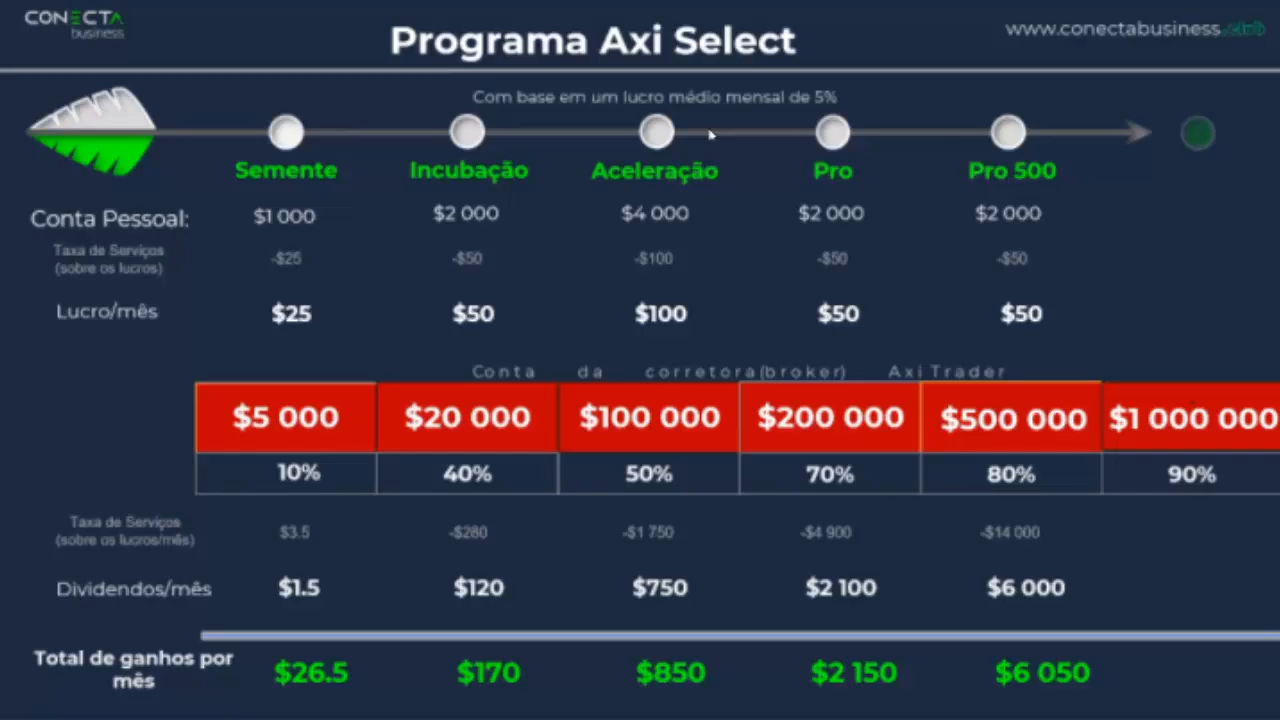 CONECTA
business
Programa Axi Select
www.conectabusiness.club
Com base em um lucro médio mensal de 5%
Semente Incubação Aceleração Pro Pro 500
Conta Pessoal: $1 000 $2 000 $4 000 $2 000 $2 000
Taxa de Serviços
(sobre os lucros) -$25 -$50 -$100 -$50 -$50
Lucro/mês $25 $50 $100 $50 $50
Conta da corretora(broker) AxiTrader
$5 000 $20 000 $100 000 $200 000 $500 000 $1 000 000
10% 40% 50% 70% 80% 90%
Taxa de Serviços
(sobre os lucros/mês) $3.5 -$280 -$1 750 -$4 900 -$14 000
Dividendos/mês $1.5 $120 $750 $2 100 $6 000
Total de ganhos por
mês $26.5 $170 $850 $2 150 $6 050